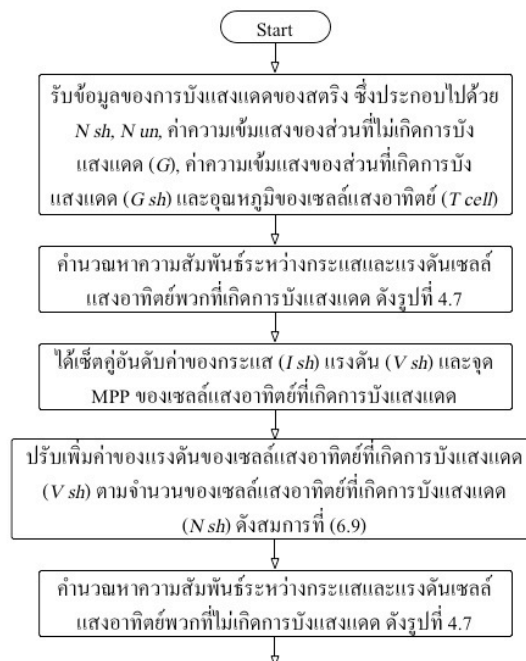 Start
รับข้อมูลของการบังแสงแดดของสตริง ซึ่งประกอบไปด้วย
N sh, N un, ค่าความเข้มแสงของส่วนที่ไม่เกิดการบัง
แสงแดด (G), ค่าความเข้มแสงของส่วนที่เกิดการบัง
แสงแดด (G sh) และอุณหภูมิของเซลล์แสงอาทิตย์ (T cell)
คำนวณหาความสัมพันธ์ระหว่างกระแสและแรงดันเซลล์
แสงอาทิตย์พวกที่เกิดการบังแสงแดด ดังรูปที่ 4.7
ได้เซ็ตคู่อันดับค่าของกระแส (I sh) แรงดัน (V sh) และจุด
MPP ของเซลล์แสงอาทิตย์ที่เกิดการบังแสงแดด
ปรับเพิ่มค่าของแรงดันของเซลล์แสงอาทิตย์ที่เกิดการบังแสงแดด
(V sh) ตามจำนวนของเซลล์แสงอาทิตย์ที่เกิดการบังแสงแดด
(N sh) ดังสมการที่ (6.9)
คำนวณหาความสัมพันธ์ระหว่างกระแสและแรงดันเซลล์
แสงอาทิตย์พวกที่ไม่เกิดการบังแสงแดด ดังรูปที่ 4.7